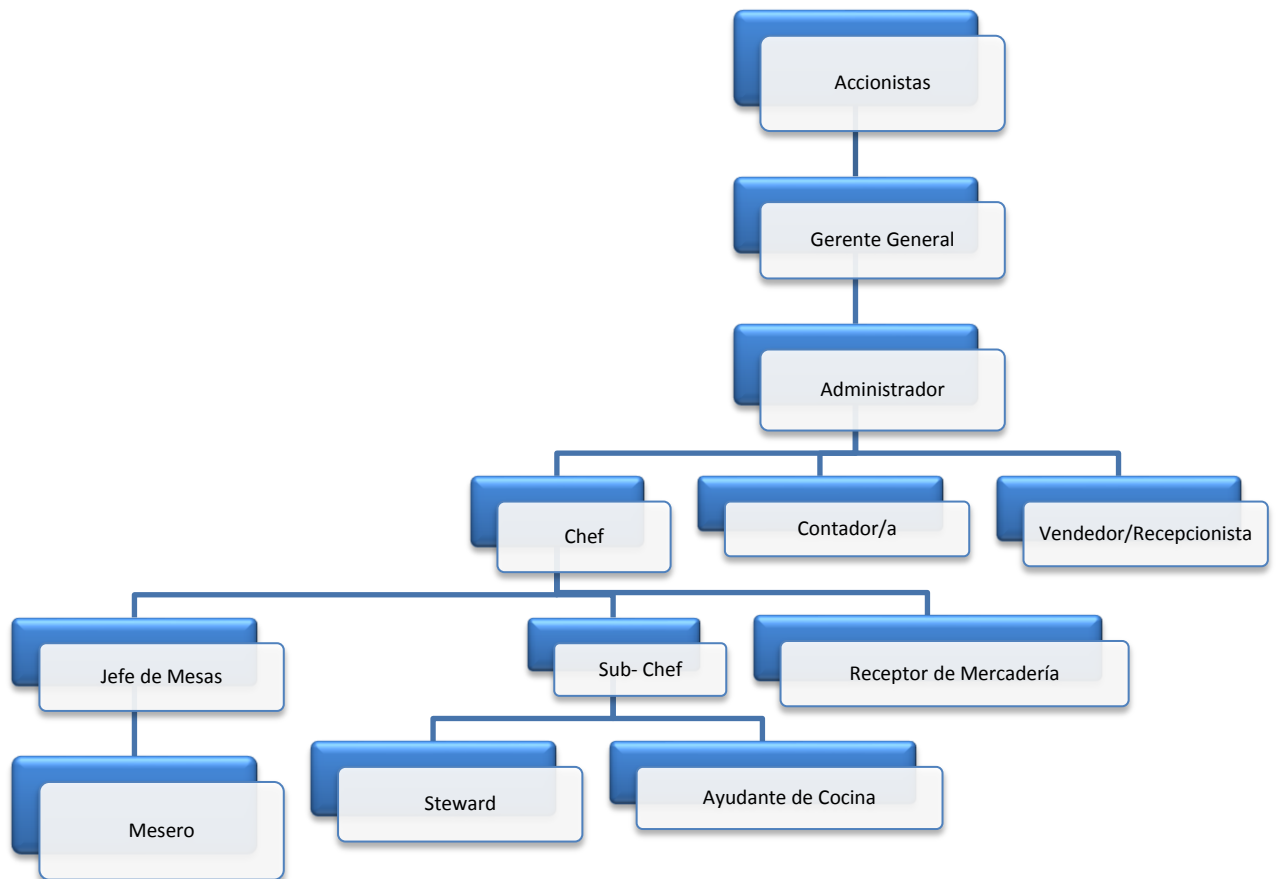 Accionistas
Gerente General
Administrador
Chef
Contador/a
Vendedor/Recepcionista
Jefe de Mesas
Sub- Chef
Receptor de Mercadería
Mesero
Steward
Ayudante de Cocina